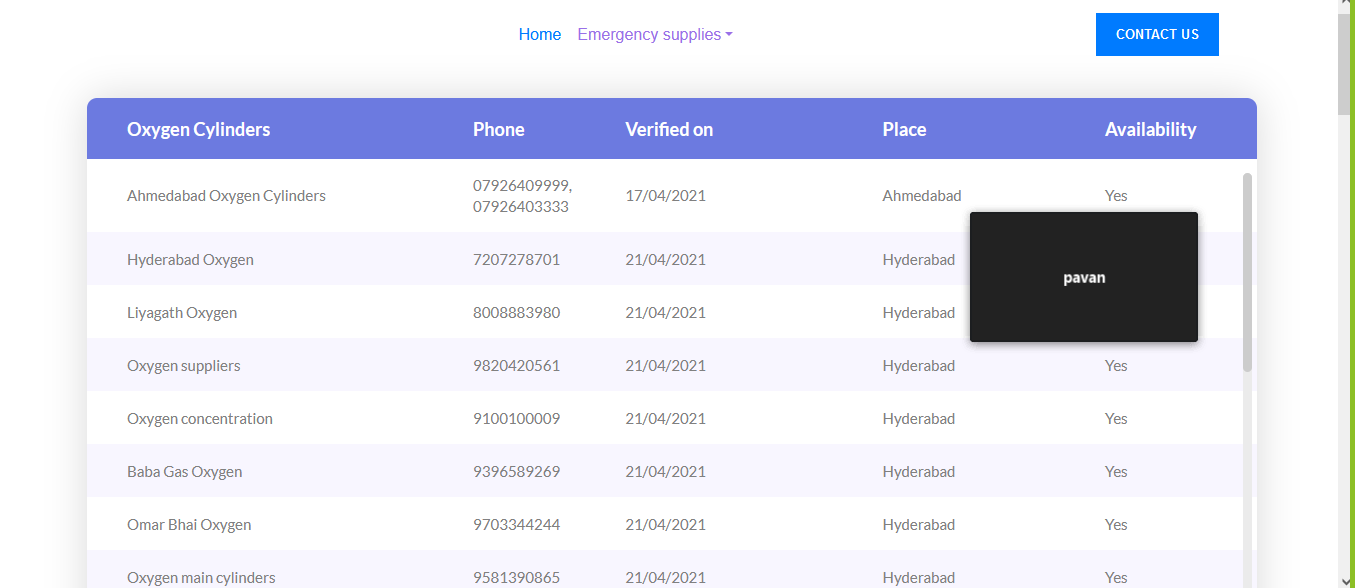 Home Emergency supplies CONTACT US
Oxygen Cylinders Phone Verified on Place Availability
Ahmedabad Oxygen Cylinders 07926409999, 07926403333 17/04/2021 Ahmedabad Yes
Hyderabad Oxygen 7207278701 21/04/2021 Hyderabad
pavan
Liyagath Oxygen 8008883980 21/04/2021 Hyderabad
Oxygen suppliers 9820420561 21/04/2021 Hyderabad Yes
Oxygen concentration 9100100009 21/04/2021 Hyderabad Yes
Baba Gas Oxygen 9396589269 21/04/2021 Hyderabad Yes
Omar Bhai Oxygen 9703344244 21/04/2021 Hyderabad Yes
Oxygen main cylinders 9581390865 21/04/2021 Hyderabad Yes